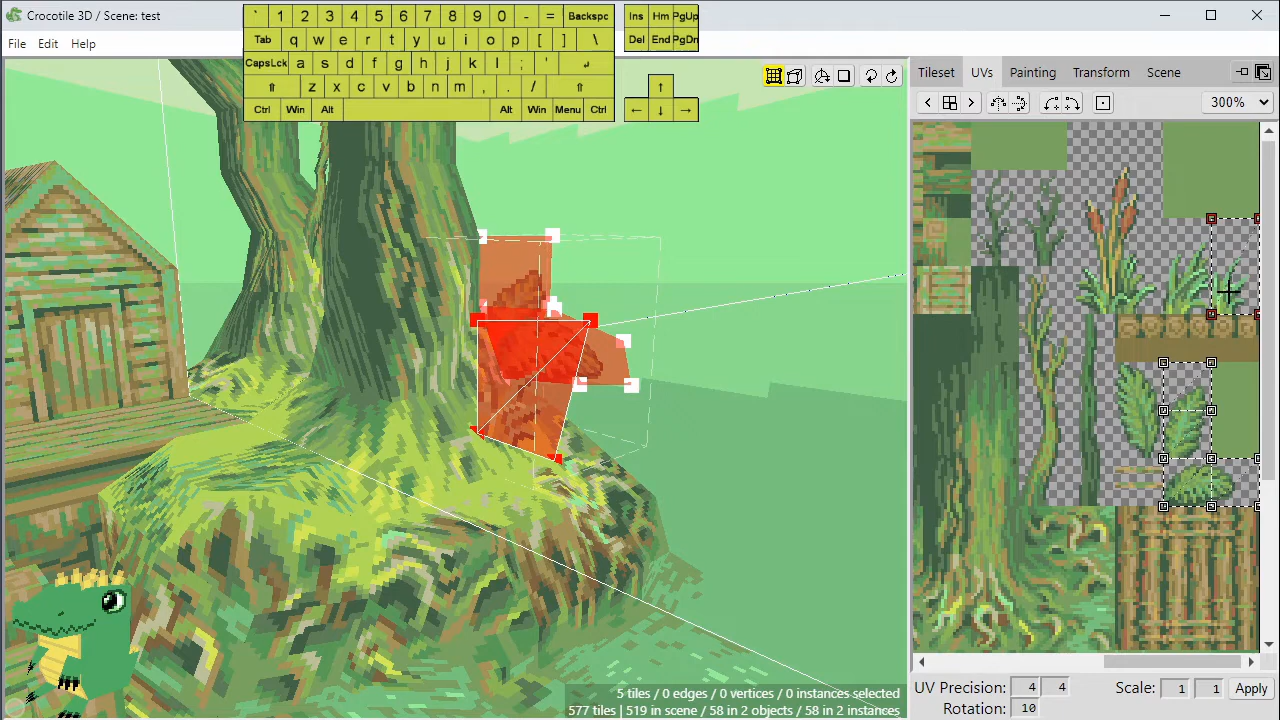 Crocotile 3D / Scene: test
File Edit Help
` 1 2 3 4 5 6 7 8 9 0 - = Backspc
Tab q w e r t y u i o p [ ] \
CapsLck a s d f g h j k l ; ' ↵
⇧ z x c v b n m , . / ⇧
Ctrl Win Alt Alt Win Menu Ctrl
Ins Hm PgUp
Del End PgDn
↑
← ↓ →
Tileset UVs Painting Transform Scene
300%
5 tiles / 0 edges / 0 vertices / 0 instances selected
577 tiles | 519 in scene / 58 in 2 objects / 58 in 2 instances
UV Precision: 4 4 Scale: 1 1 Apply
Rotation: 10